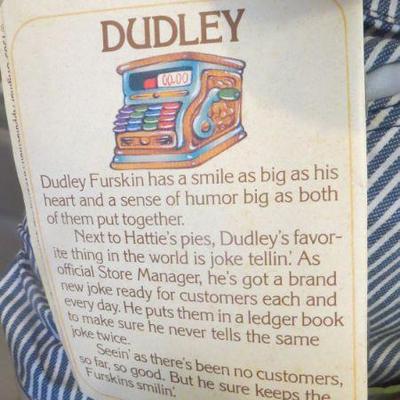 DUDLEY
00.00
Dudley Furskin has a smile as big as his
heart and a sense of humor big as both
of them put together.
Next to Hattie's pies, Dudley's favor-
ite thing in the world is joke tellin'. As
official Store Manager, he's got a brand
new joke ready for customers each and
every day. He puts them in a ledger book
to make sure he never tells the same
joke twice.
Seein' as there's been no customers,
so far, so good. But he sure keeps the
Furskins smilin'.